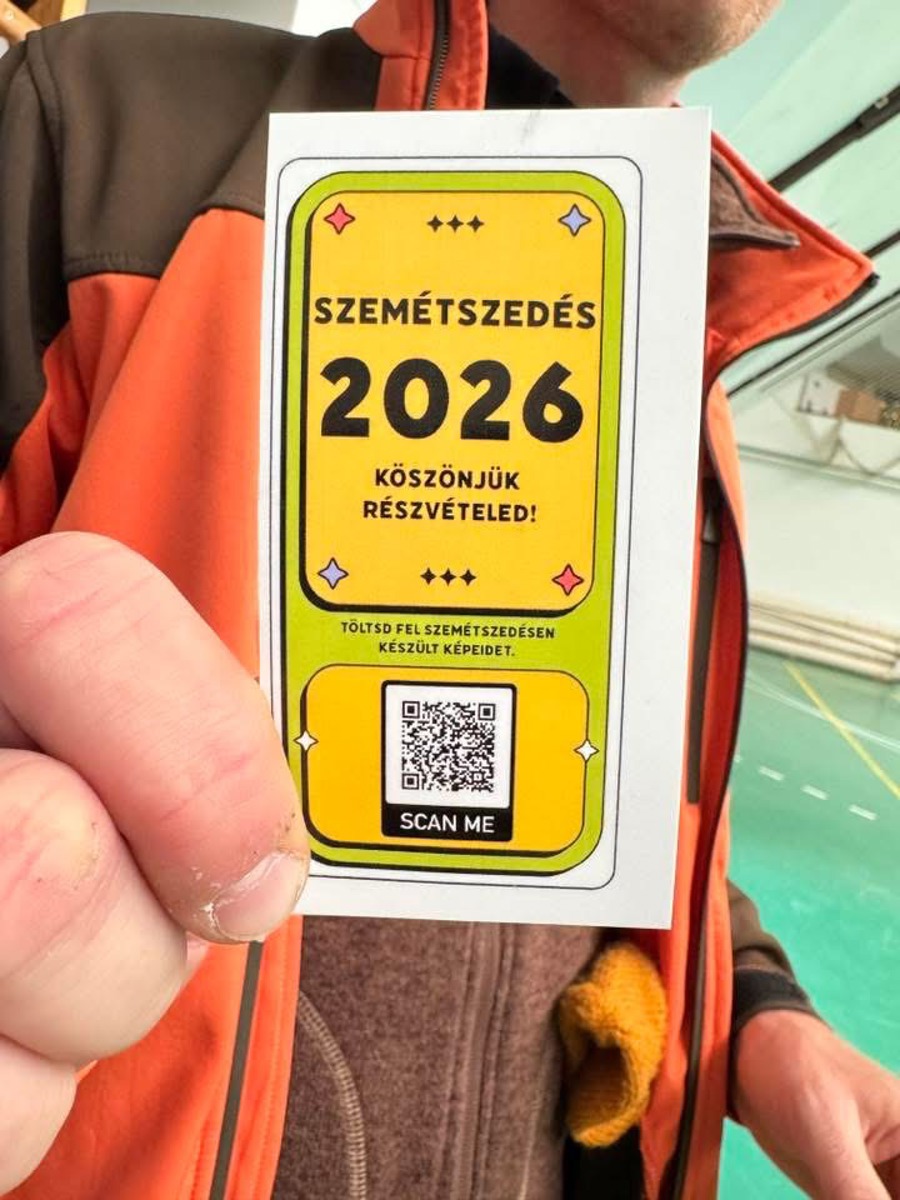 SZEMÉTSZEDÉS
2026
KÖSZÖNJÜK
RÉSZVÉTELED!
TÖLTSD FEL SZEMÉTSZEDÉSEN
KÉSZÜLT KÉPEIDET.
SCAN ME